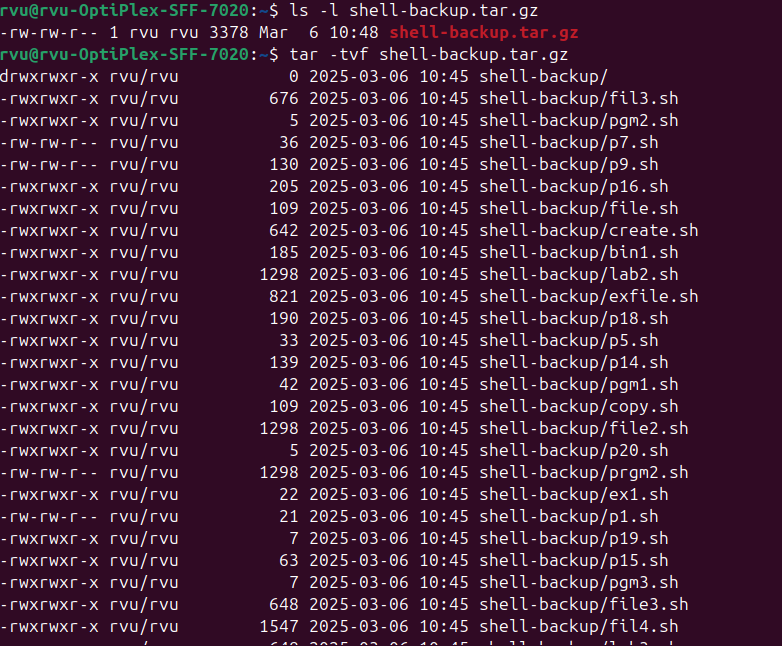 rvu@rvu-OptiPlex-SFF-7020:~$ ls -l shell-backup.tar.gz
-rw-rw-r-- 1 rvu rvu 3378 Mar  6 10:48 shell-backup.tar.gz
rvu@rvu-OptiPlex-SFF-7020:~$ tar -tvf shell-backup.tar.gz
drwxrwxr-x rvu/rvu           0 2025-03-06 10:45 shell-backup/
-rwxrwxr-x rvu/rvu         676 2025-03-06 10:45 shell-backup/fil3.sh
-rwxrwxr-x rvu/rvu           5 2025-03-06 10:45 shell-backup/pgm2.sh
-rw-rw-r-- rvu/rvu          36 2025-03-06 10:45 shell-backup/p7.sh
-rw-rw-r-- rvu/rvu         130 2025-03-06 10:45 shell-backup/p9.sh
-rwxrwxr-x rvu/rvu         205 2025-03-06 10:45 shell-backup/p16.sh
-rwxrwxr-x rvu/rvu         109 2025-03-06 10:45 shell-backup/file.sh
-rwxrwxr-x rvu/rvu         642 2025-03-06 10:45 shell-backup/create.sh
-rwxrwxr-x rvu/rvu         185 2025-03-06 10:45 shell-backup/bin1.sh
-rwxrwxr-x rvu/rvu        1298 2025-03-06 10:45 shell-backup/lab2.sh
-rwxrwxr-x rvu/rvu         821 2025-03-06 10:45 shell-backup/exfile.sh
-rwxrwxr-x rvu/rvu         190 2025-03-06 10:45 shell-backup/p18.sh
-rwxrwxr-x rvu/rvu          33 2025-03-06 10:45 shell-backup/p5.sh
-rwxrwxr-x rvu/rvu         139 2025-03-06 10:45 shell-backup/p14.sh
-rwxrwxr-x rvu/rvu          42 2025-03-06 10:45 shell-backup/pgm1.sh
-rwxrwxr-x rvu/rvu         109 2025-03-06 10:45 shell-backup/copy.sh
-rwxrwxr-x rvu/rvu        1298 2025-03-06 10:45 shell-backup/file2.sh
-rwxrwxr-x rvu/rvu           5 2025-03-06 10:45 shell-backup/p20.sh
-rw-rw-r-- rvu/rvu        1298 2025-03-06 10:45 shell-backup/prgm2.sh
-rwxrwxr-x rvu/rvu          22 2025-03-06 10:45 shell-backup/ex1.sh
-rw-rw-r-- rvu/rvu          21 2025-03-06 10:45 shell-backup/p1.sh
-rwxrwxr-x rvu/rvu           7 2025-03-06 10:45 shell-backup/p19.sh
-rwxrwxr-x rvu/rvu          63 2025-03-06 10:45 shell-backup/p15.sh
-rwxrwxr-x rvu/rvu           7 2025-03-06 10:45 shell-backup/pgm3.sh
-rwxrwxr-x rvu/rvu         648 2025-03-06 10:45 shell-backup/file3.sh
-rwxrwxr-x rvu/rvu        1547 2025-03-06 10:45 shell-backup/fil4.sh